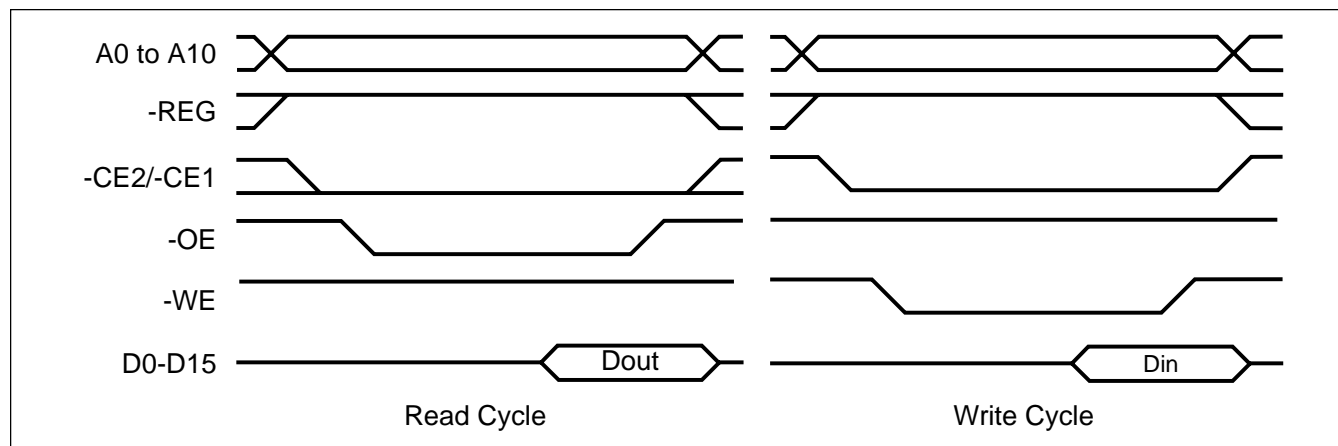 A0 to A10
-REG
-CE2/-CE1
-OE
-WE
D0-D15
Dout
Din
Read Cycle
Write Cycle